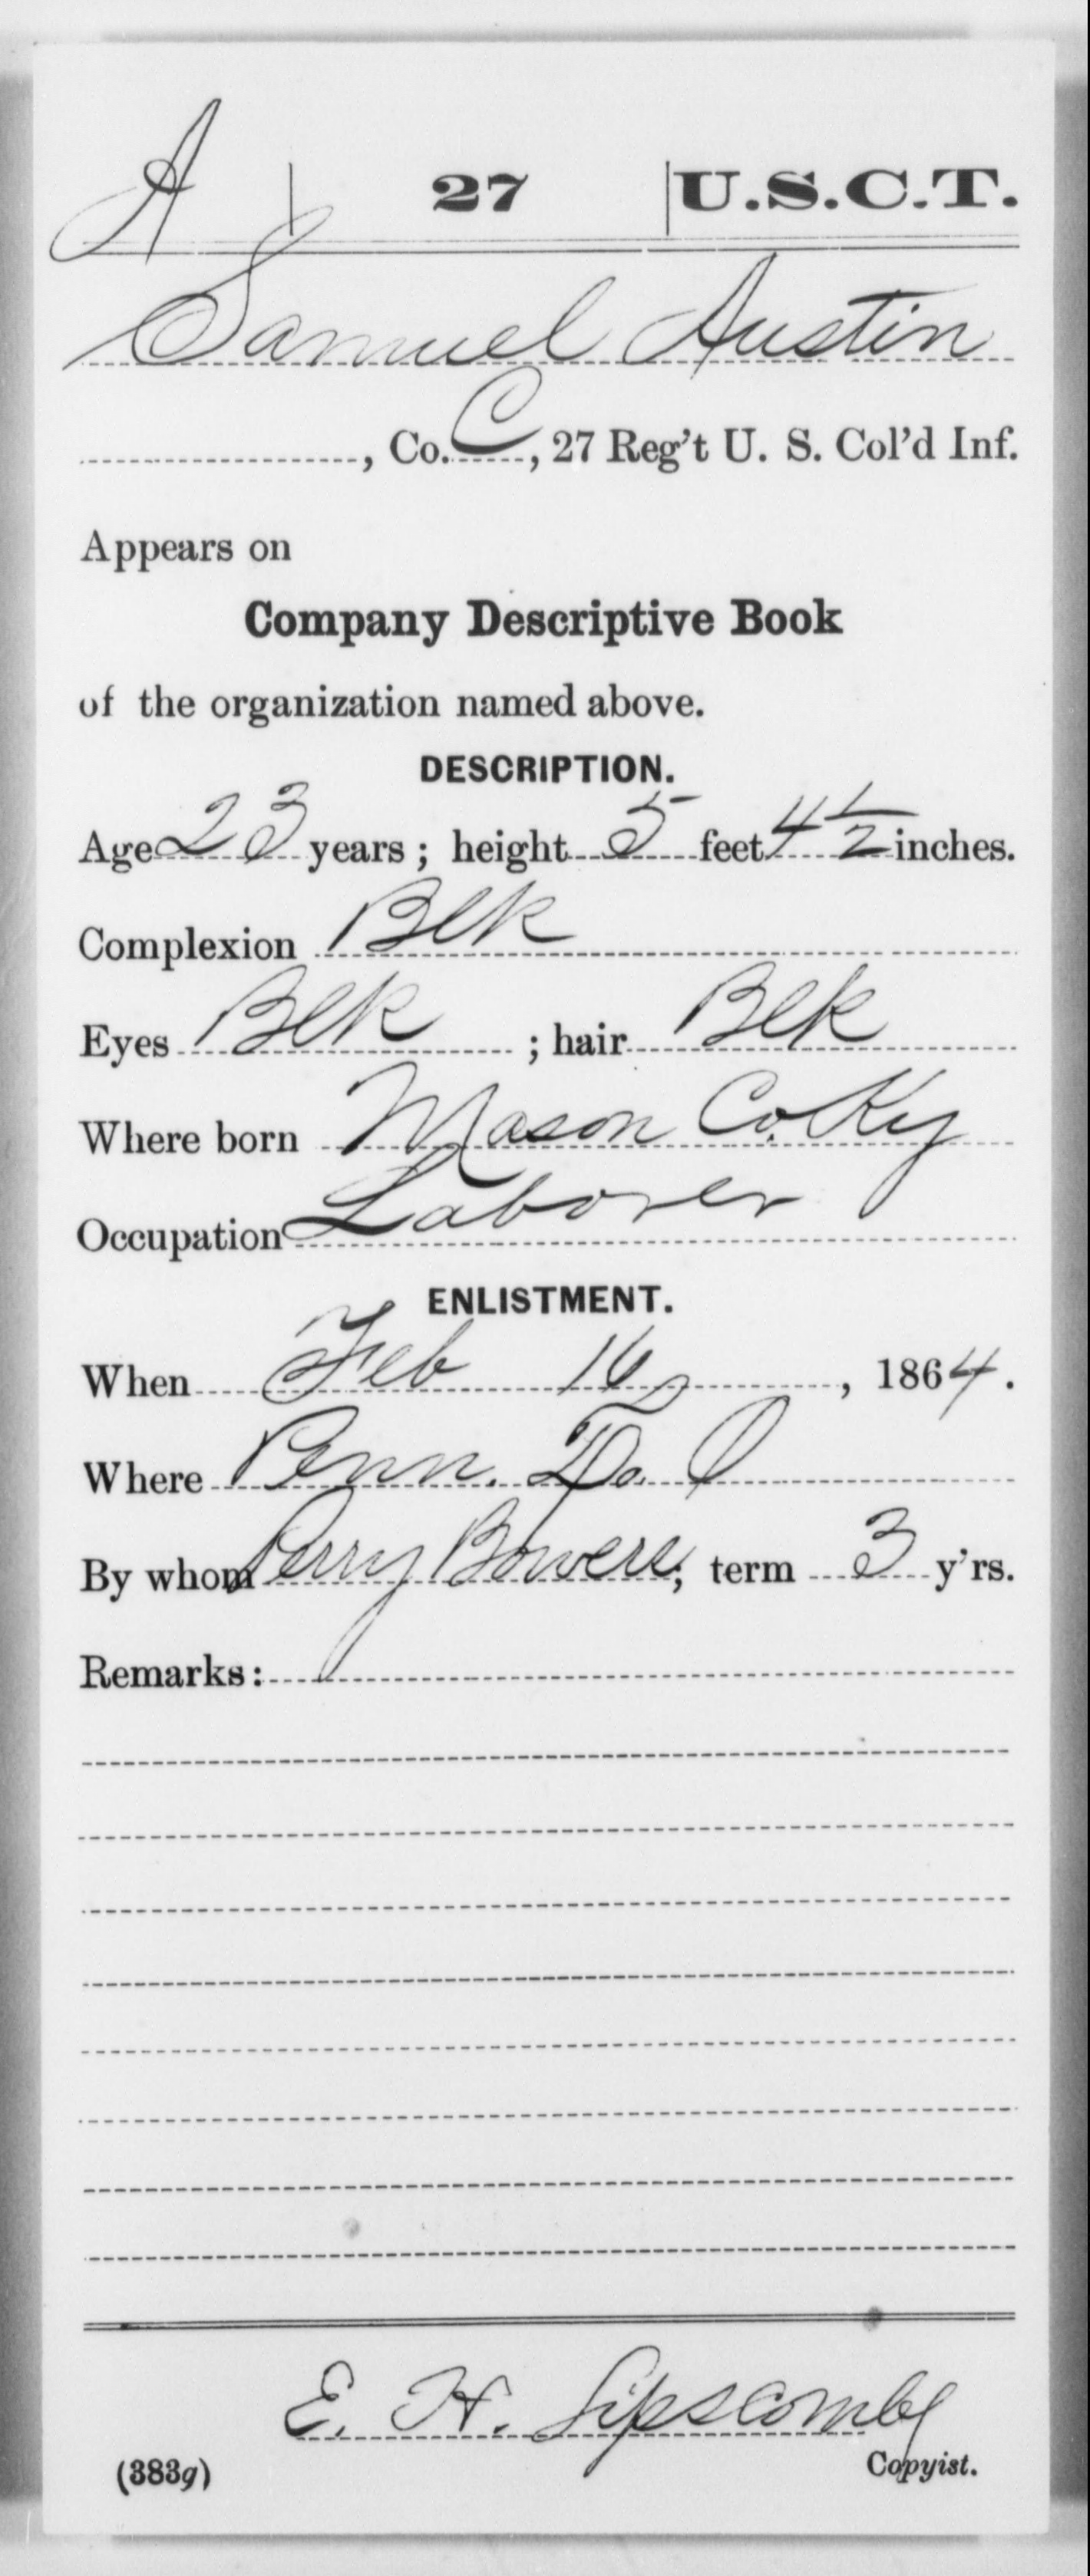 A | 27 | U.S.C.T.
Samuel Austin
, Co. C, 27 Reg't U. S. Col'd Inf.
Appears on
Company Descriptive Book
of the organization named above.
DESCRIPTION.
Age 23 years; height 5 feet 4 1/2 inches.
Complexion Blk
Eyes Blk ; hair Blk
Where born Mason Co. Ky
Occupation Laborer
ENLISTMENT.
When Feb 16, 1864.
Where Penn. O
By whom Perry Bowers; term 3 y'rs.
Remarks:
E. H. Lipscomb
(383g) Copyist.